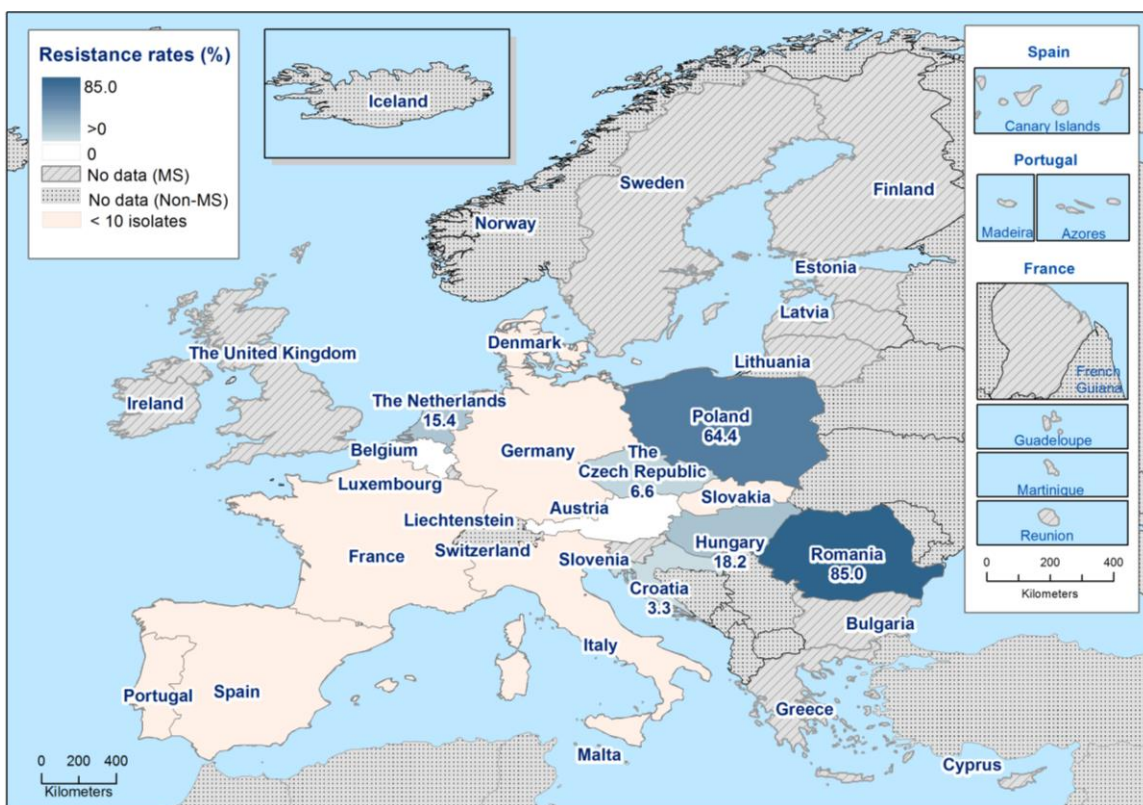 Resistance rates (%)
85.0
>0
0
No data (MS)
No data (Non-MS)
< 10 isolates
Iceland
Norway
Sweden
Finland
Estonia
Latvia
Lithuania
Denmark
The United Kingdom
Ireland
The Netherlands
15.4
Belgium
Luxembourg
Germany
Poland
64.4
The
Czech Republic
6.6
Slovakia
Austria
Liechtenstein
Switzerland
France
Slovenia
Hungary
18.2
Romania
85.0
Croatia
3.3
Bulgaria
Italy
Portugal
Spain
Greece
Malta
Cyprus
0 200 400
Kilometers
Spain
Canary Islands
Portugal
Madeira
Azores
France
French
Guiana
Guadeloupe
Martinique
Reunion
0 200 400
Kilometers